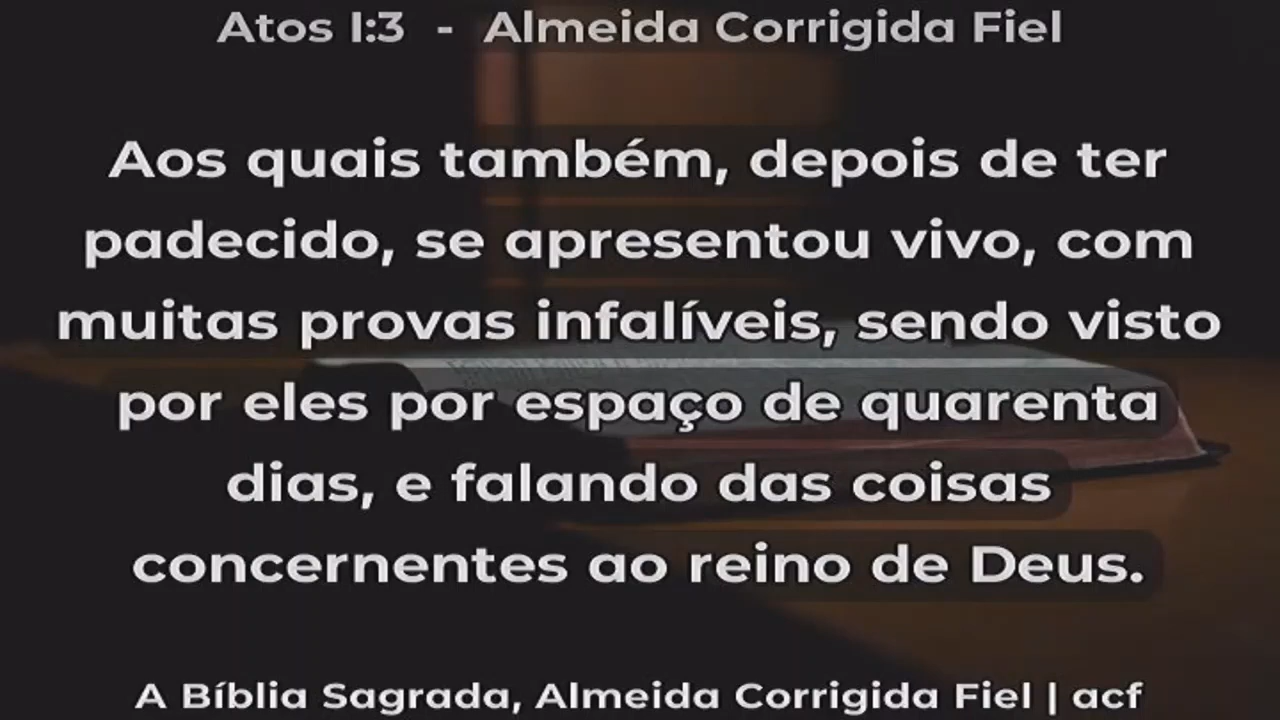 Atos I:3 - Almeida Corrigida Fiel
Aos quais também, depois de ter
padecido, se apresentou vivo, com
muitas provas infalíveis, sendo visto
por eles por espaço de quarenta
dias, e falando das coisas
concernentes ao reino de Deus.
A Bíblia Sagrada, Almeida Corrigida Fiel | acf